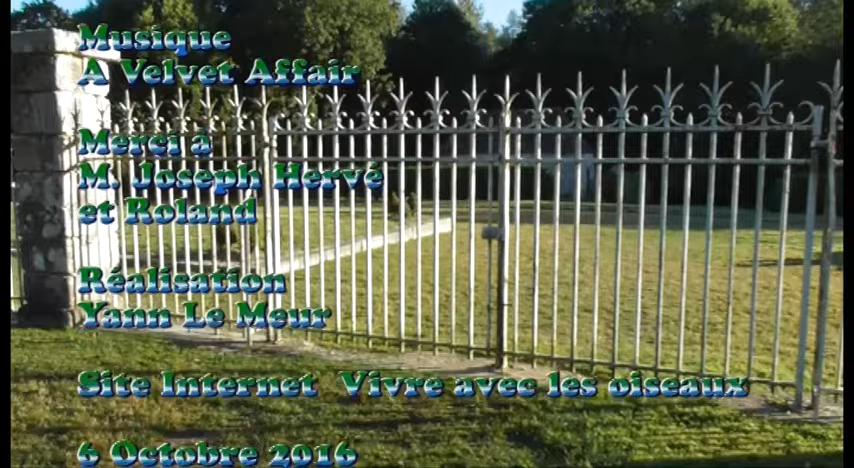 Musique
A Velvet Affair
Merci à
M. Joseph Hervé
et Roland
Réalisation
Yann Le Meur
Site Internet Vivre avec les oiseaux
6 Octobre 2016